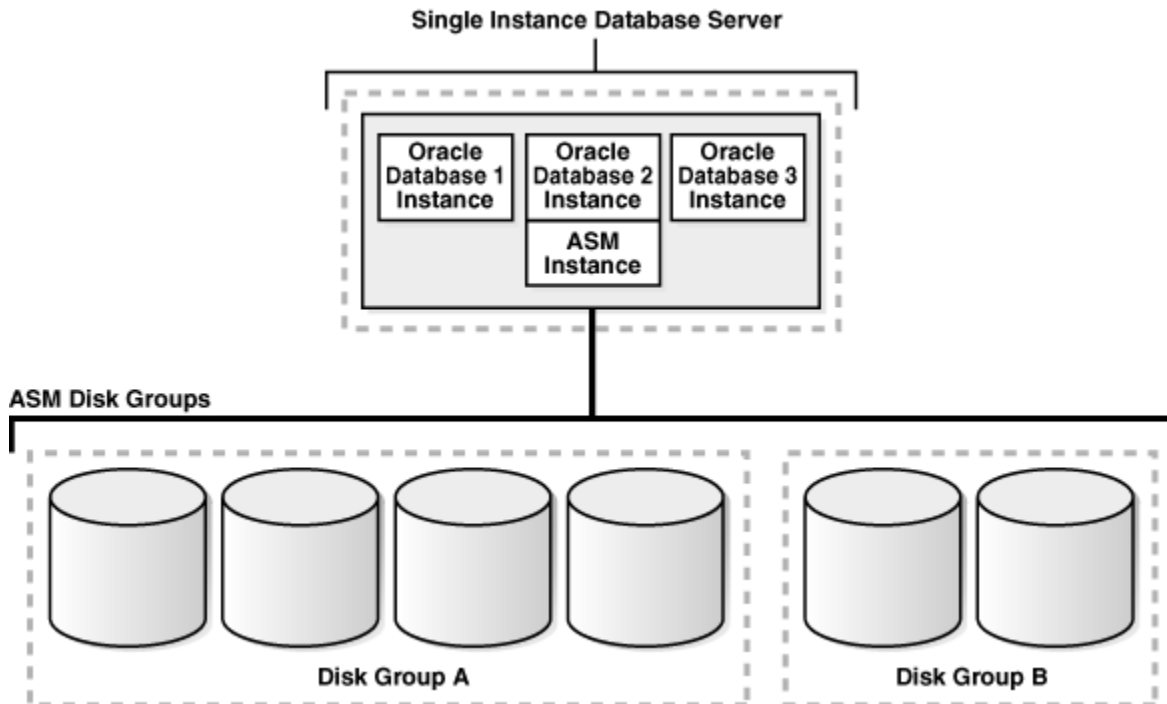 Single Instance Database Server
Oracle
Database 1
Instance
Oracle
Database 2
Instance
Oracle
Database 3
Instance
ASM
Instance
ASM Disk Groups
Disk Group A
Disk Group B